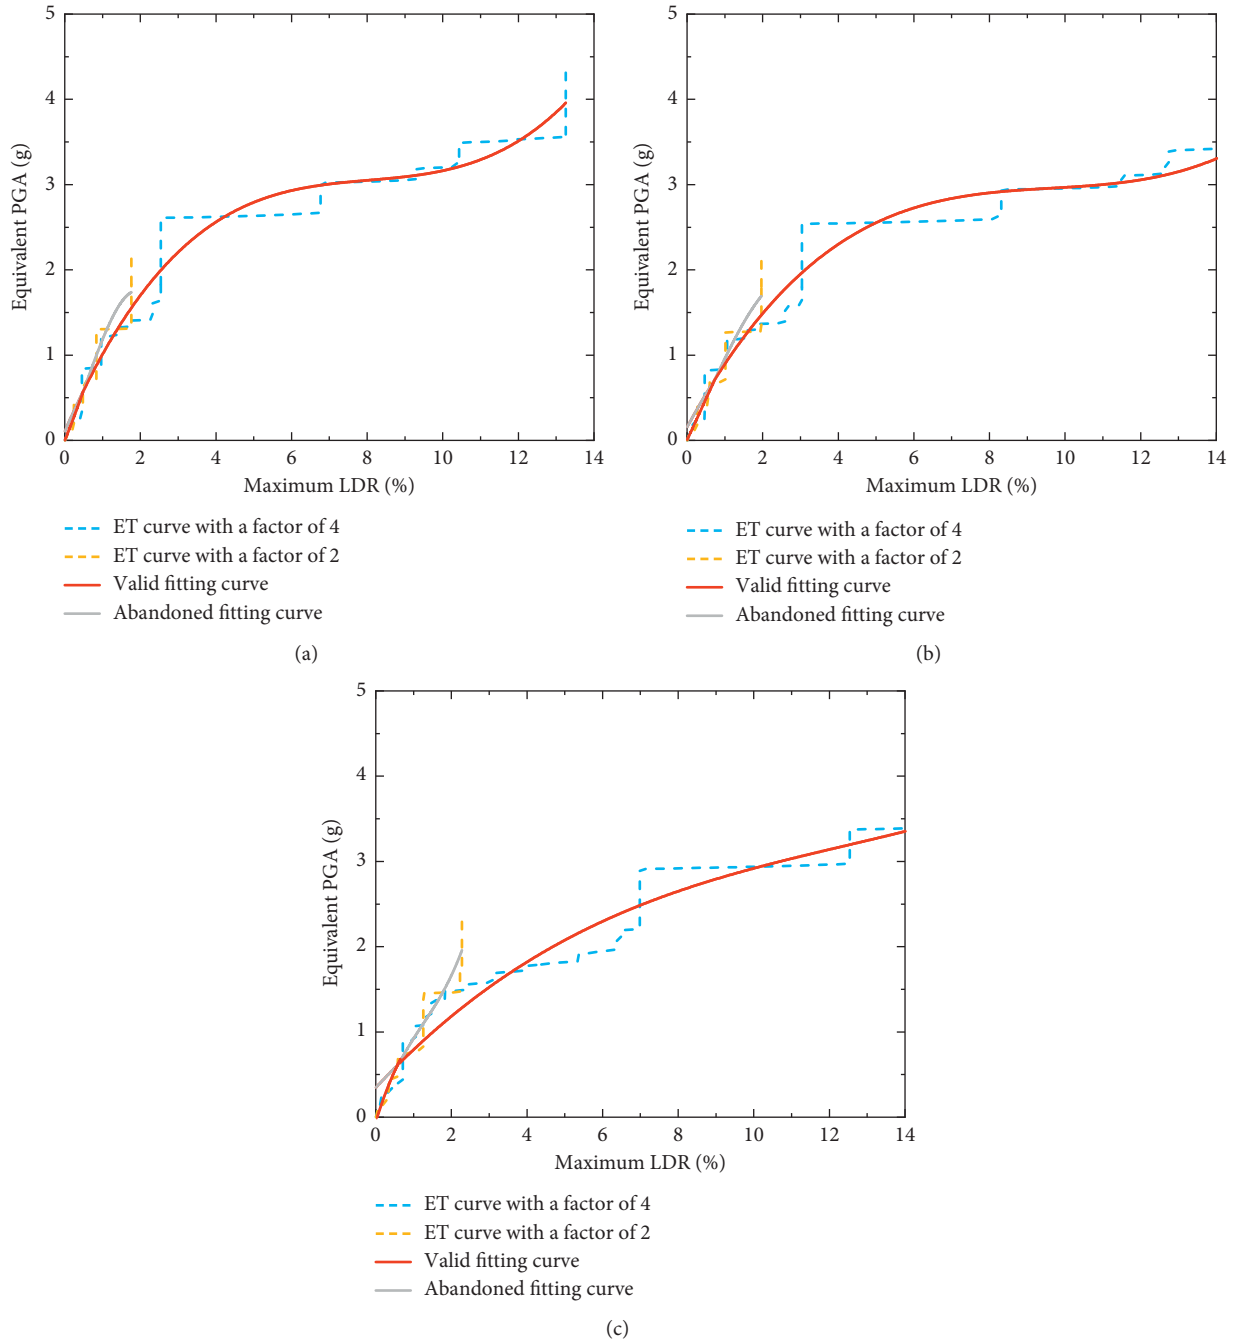 5
4
3
2
1
0
Equivalent PGA (g)
0 2 4 6 8 10 12 14
Maximum LDR (%)
ET curve with a factor of 4
ET curve with a factor of 2
Valid fitting curve
Abandoned fitting curve
(a)
5
4
3
2
1
0
Equivalent PGA (g)
0 2 4 6 8 10 12 14
Maximum LDR (%)
ET curve with a factor of 4
ET curve with a factor of 2
Valid fitting curve
Abandoned fitting curve
(b)
5
4
3
2
1
0
Equivalent PGA (g)
0 2 4 6 8 10 12 14
Maximum LDR (%)
ET curve with a factor of 4
ET curve with a factor of 2
Valid fitting curve
Abandoned fitting curve
(c)